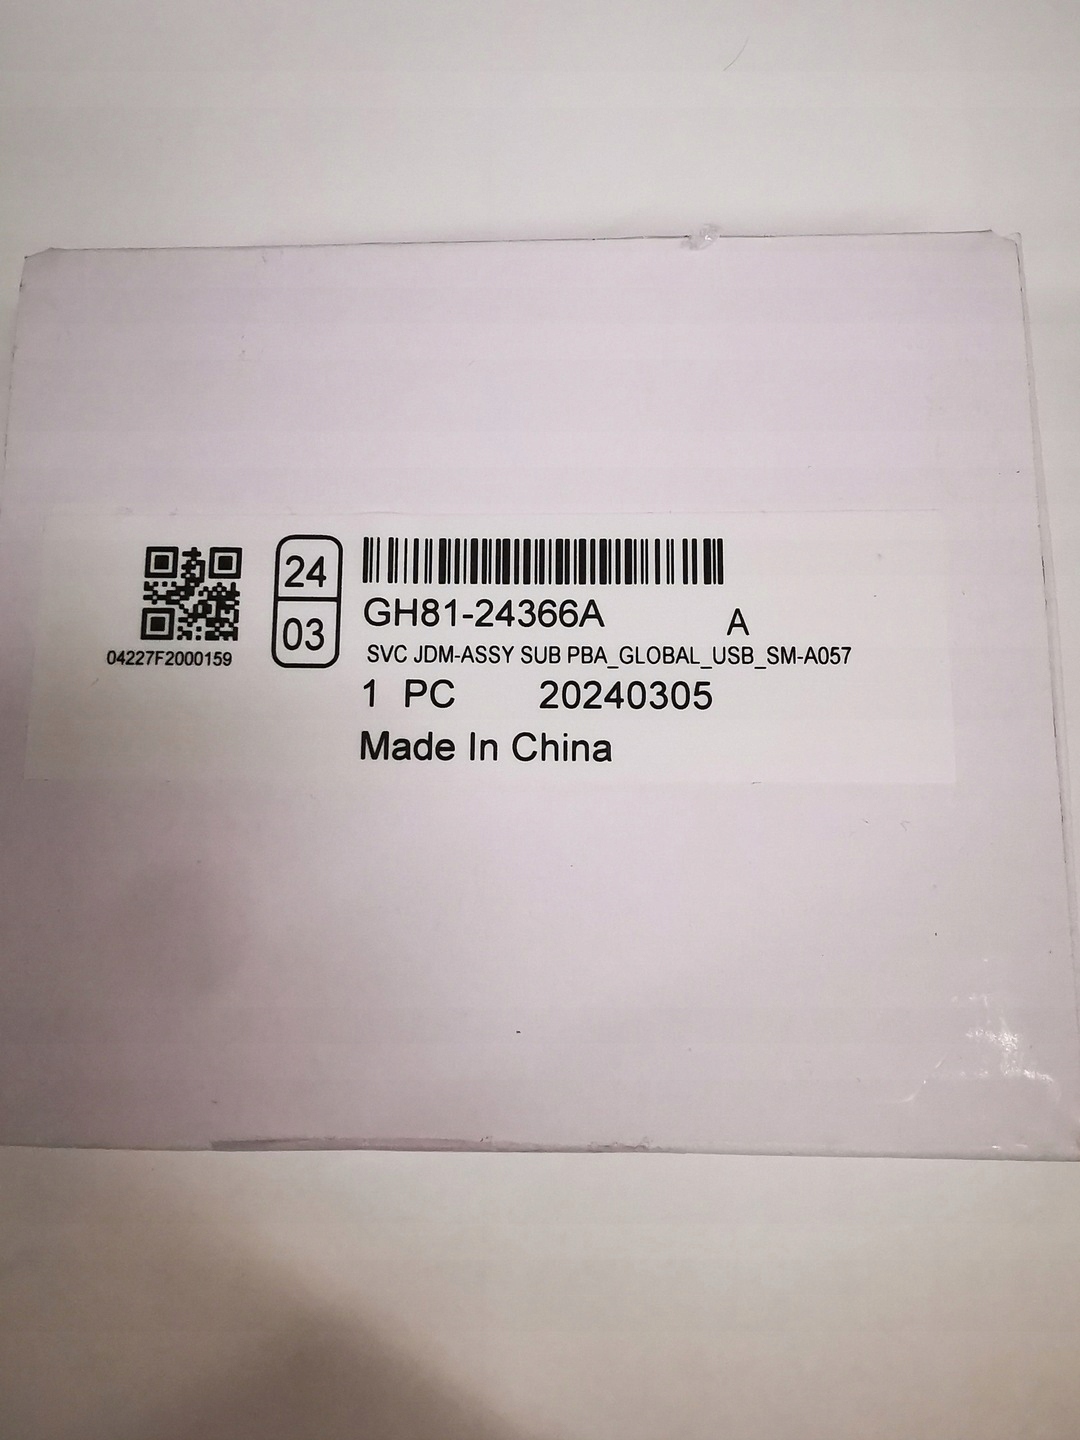 04227F2000159
24
03
GH81-24366A
A
SVC JDM-ASSY SUB PBA_GLOBAL_USB_SM-A057
1 PC 20240305
Made In China